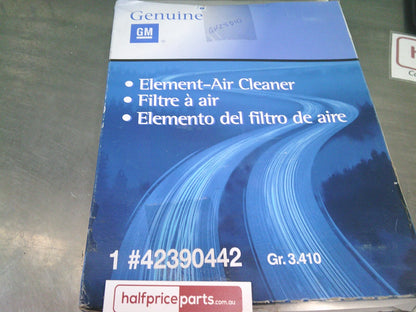 Genuine
GM
• Element-Air Cleaner
• Filtre à air
• Elemento del filtro de aire
1 #42390442 Gr. 3.410
halfpriceparts.com.au
half